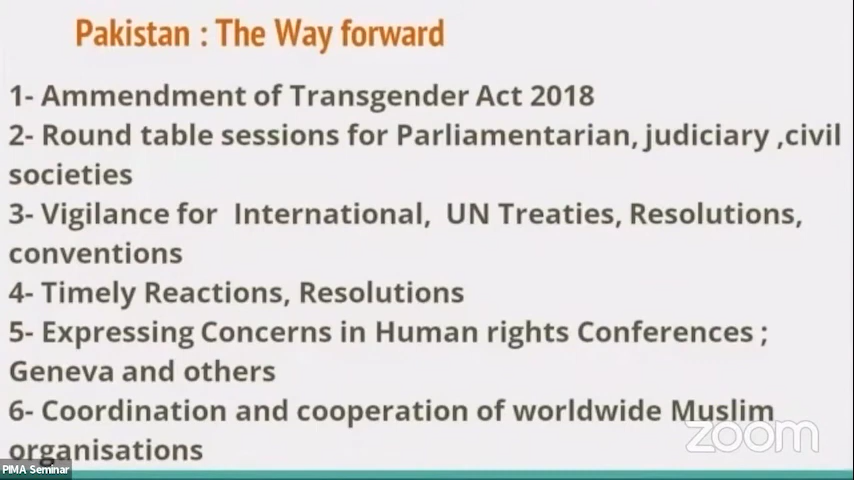 Pakistan : The Way forward
1- Ammendment of Transgender Act 2018
2- Round table sessions for Parliamentarian, judiciary ,civil
societies
3- Vigilance for International, UN Treaties, Resolutions,
conventions
4- Timely Reactions, Resolutions
5- Expressing Concerns in Human rights Conferences ;
Geneva and others
6- Coordination and cooperation of worldwide Muslim
organisations
zoom
PIMA Seminar